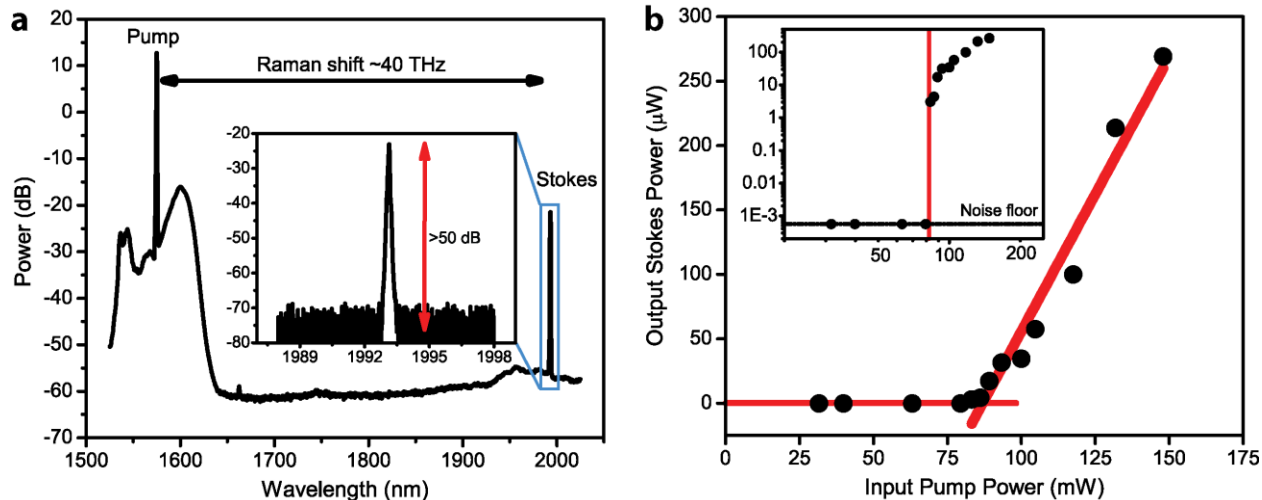 a
Pump
Raman shift ~40 THz
Stokes
>50 dB
-20
-30
-40
-50
-60
-70
-80
1989 1992 1995 1998
20
10
0
-10
-20
-30
-40
-50
-60
-70
Power (dB)
1500 1600 1700 1800 1900 2000
Wavelength (nm)
b
300
250
200
150
100
50
0
Output Stokes Power (μW)
100
10
1
0.1
0.01
1E-3
Noise floor
50 100 200
0 25 50 75 100 125 150 175
Input Pump Power (mW)